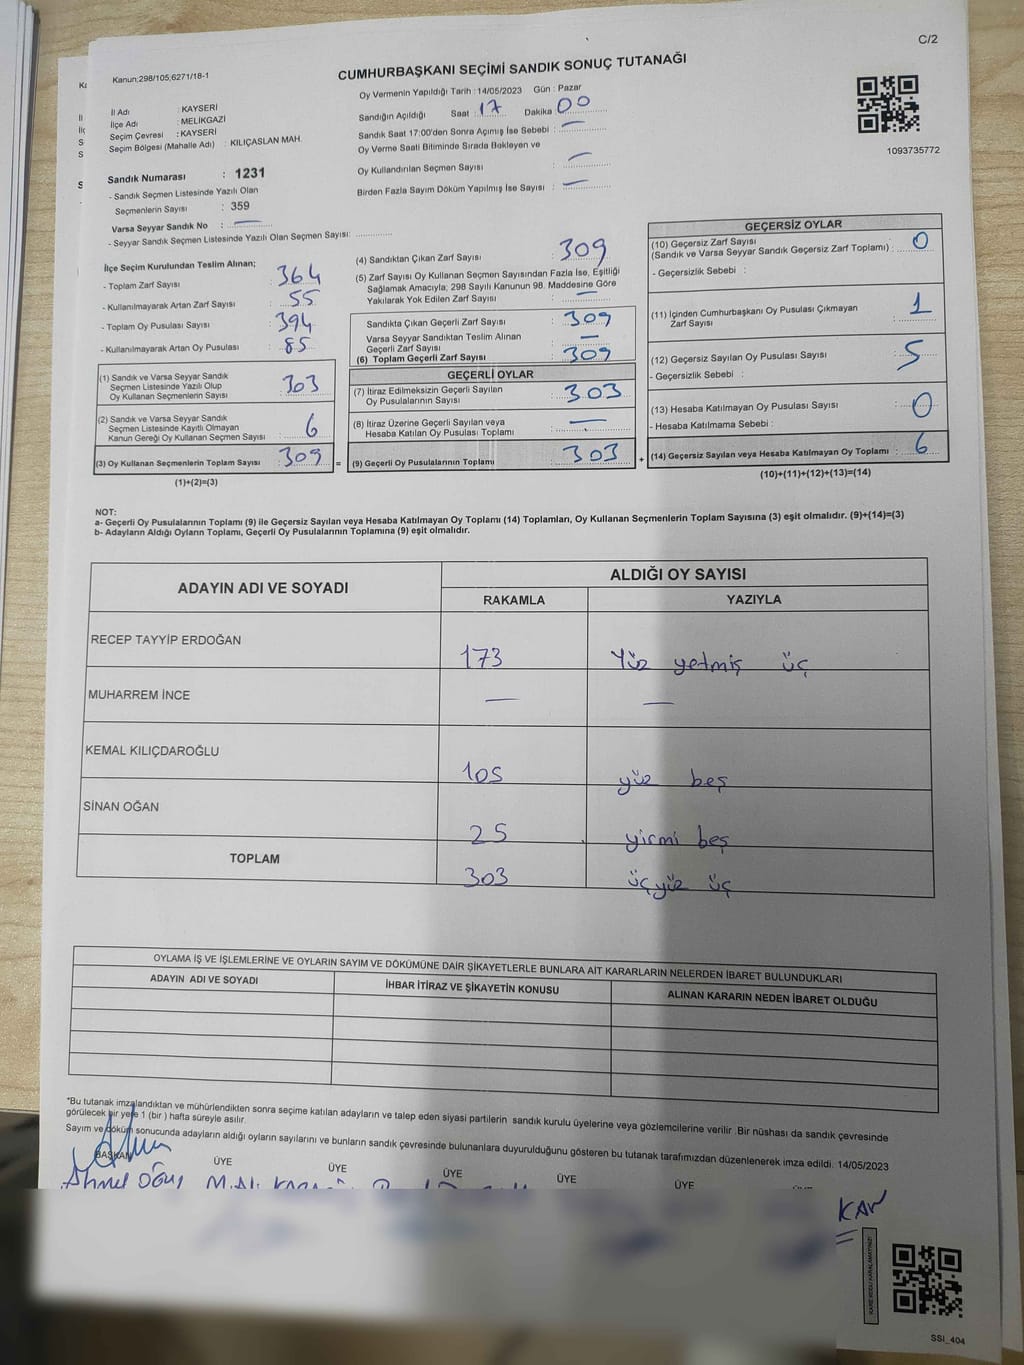 C/2
Kanun;298/105;6271/18-1
CUMHURBAŞKANI SEÇİMİ SANDIK SONUÇ TUTANAĞI
İl Adı : KAYSERİ
İlçe Adı : MELİKGAZİ
Seçim Çevresi : KAYSERİ
Seçim Bölgesi (Mahalle Adı) : KILIÇASLAN MAH.
Oy Vermenin Yapıldığı Tarih : 14/05/2023 Gün : Pazar
Sandığın Açıldığı Saat : 17 Dakika : 00
Sandık Saat 17:00'den Sonra Açımış İse Sebebi : —
Oy Verme Saati Bitiminde Sırada Bekleyen ve
Oy Kullandırılan Seçmen Sayısı : —
Birden Fazla Sayım Döküm Yapılmış İse Sayısı : —
1093735772
Sandık Numarası : 1231
- Sandık Seçmen Listesinde Yazılı Olan
Seçmenlerin Sayısı : 359
Varsa Seyyar Sandık No : —
- Seyyar Sandık Seçmen Listesinde Yazılı Olan Seçmen Sayısı:
İlçe Seçim Kurulundan Teslim Alınan;
- Toplam Zarf Sayısı : 364
- Kullanılmayarak Artan Zarf Sayısı : 55
- Toplam Oy Pusulası Sayısı : 394
- Kullanılmayarak Artan Oy Pusulası : 85
(1) Sandık ve Varsa Seyyar Sandık
Seçmen Listesinde Yazılı Olup
Oy Kullanan Seçmenlerin Sayısı : 303
(2) Sandık ve Varsa Seyyar Sandık
Seçmen Listesinde Kayıtlı Olmayan
Kanun Gereği Oy Kullanan Seçmen Sayısı : 6
(3) Oy Kullanan Seçmenlerin Toplam Sayısı : 309 =
(1)+(2)=(3)
(4) Sandıktan Çıkan Zarf Sayısı : 309
(5) Zarf Sayısı Oy Kullanan Seçmen Sayısından Fazla İse, Eşitliği
Sağlamak Amacıyla; 298 Sayılı Kanunun 98. Maddesine Göre
Yakılarak Yok Edilen Zarf Sayısı : —
Sandıkta Çıkan Geçerli Zarf Sayısı : 309
Varsa Seyyar Sandıktan Teslim Alınan
Geçerli Zarf Sayısı : —
(6) Toplam Geçerli Zarf Sayısı : 309
GEÇERLİ OYLAR
(7) İtiraz Edilmeksizin Geçerli Sayılan
Oy Pusulalarının Sayısı : 303
(8) İtiraz Üzerine Geçerli Sayılan veya
Hesaba Katılan Oy Pusulası Toplamı : —
(9) Geçerli Oy Pusulalarının Toplamı : 303 +
GEÇERSİZ OYLAR
(10) Geçersiz Zarf Sayısı
(Sandık ve Varsa Seyyar Sandık Geçersiz Zarf Toplamı) : 0
- Geçersizlik Sebebi :
(11) İçinden Cumhurbaşkanı Oy Pusulası Çıkmayan
Zarf Sayısı : 1
(12) Geçersiz Sayılan Oy Pusulası Sayısı : 5
- Geçersizlik Sebebi :
(13) Hesaba Katılmayan Oy Pusulası Sayısı : 0
- Hesaba Katılmama Sebebi :
(14) Geçersiz Sayılan veya Hesaba Katılmayan Oy Toplamı : 6
(10)+(11)+(12)+(13)=(14)
NOT:
a- Geçerli Oy Pusulalarının Toplamı (9) ile Geçersiz Sayılan veya Hesaba Katılmayan Oy Toplamı (14) Toplamları, Oy Kullanan Seçmenlerin Toplam Sayısına (3) eşit olmalıdır. (9)+(14)=(3)
b- Adayların Aldığı Oyların Toplamı, Geçerli Oy Pusulalarının Toplamına (9) eşit olmalıdır.
ADAYIN ADI VE SOYADI ALDIĞI OY SAYISI
RAKAMLA YAZIYLA
RECEP TAYYİP ERDOĞAN 173 Yüz yetmiş üç
MUHARREM İNCE — —
KEMAL KILIÇDAROĞLU 105 yüz beş
SİNAN OĞAN 25 yirmi beş
TOPLAM 303 üçyüz üç
OYLAMA İŞ VE İŞLEMLERİNE VE OYLARIN SAYIM VE DÖKÜMÜNE DAİR ŞİKAYETLERLE BUNLARA AİT KARARLARIN NELERDEN İBARET BULUNDUKLARI
ADAYIN ADI VE SOYADI İHBAR İTİRAZ VE ŞİKAYETİN KONUSU ALINAN KARARIN NEDEN İBARET OLDUĞU
*Bu tutanak imzalandıktan ve mühürlendikten sonra seçime katılan adayların ve talep eden siyasi partilerin sandık kurulu üyelerine veya gözlemcilerine verilir. Bir nüshası da sandık çevresinde
görülecek bir yere 1 (bir ) hafta süreyle asılır.
Sayım ve döküm sonucunda adayların aldığı oyların sayılarını ve bunların sandık çevresinde bulunanlara duyurulduğunu gösteren bu tutanak tarafımızdan düzenlenerek imza edildi. 14/05/2023
BAŞKAN ÜYE ÜYE ÜYE ÜYE ÜYE
Ahmet
KARE KODU KARALAMAYINIZ!
SSI_404